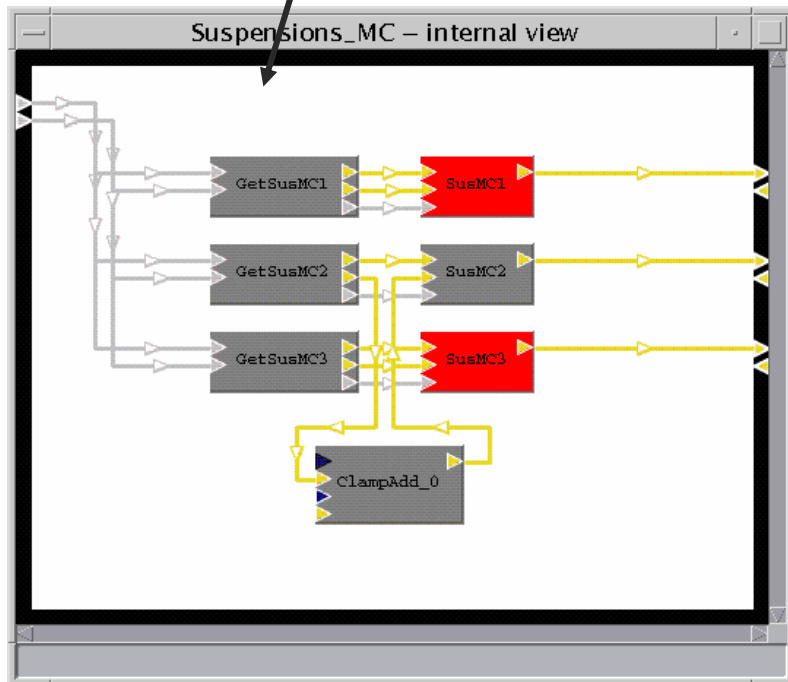 Suspensions_MC – internal view
GetSusMC1
SusMC1
GetSusMC2
SusMC2
GetSusMC3
SusMC3
ClampAdd_0